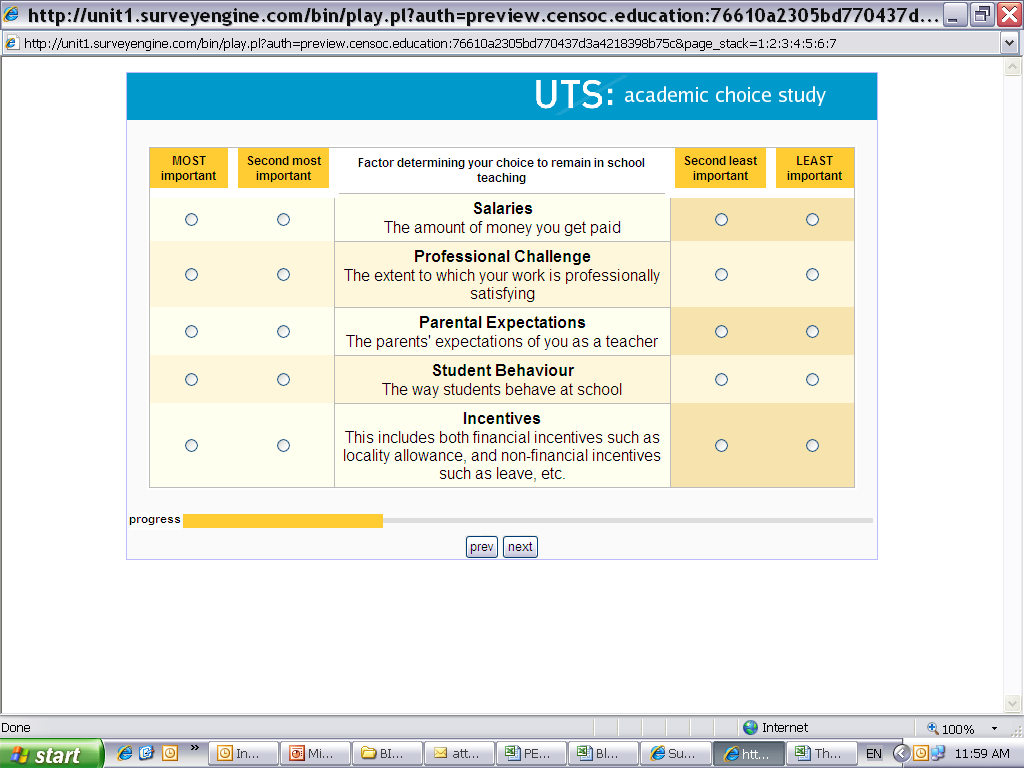 http://unit1.surveyengine.com/bin/play.pl?auth=preview.censoc.education:76610a2305bd770437d...
http://unit1.surveyengine.com/bin/play.pl?auth=preview.censoc.education:76610a2305bd770437d3a4218398b75c&page_stack=1:2:3:4:5:6:7
UTS: academic choice study
MOST important
Second most important
Factor determining your choice to remain in school teaching
Second least important
LEAST important
Salaries
The amount of money you get paid
Professional Challenge
The extent to which your work is professionally
satisfying
Parental Expectations
The parents' expectations of you as a teacher
Student Behaviour
The way students behave at school
Incentives
This includes both financial incentives such as
locality allowance, and non-financial incentives
such as leave, etc.
progress
prev next
Done Internet 100%
start » In... Mi... BI... att... PE... Bl... Su... htt... Th... EN 11:59 AM